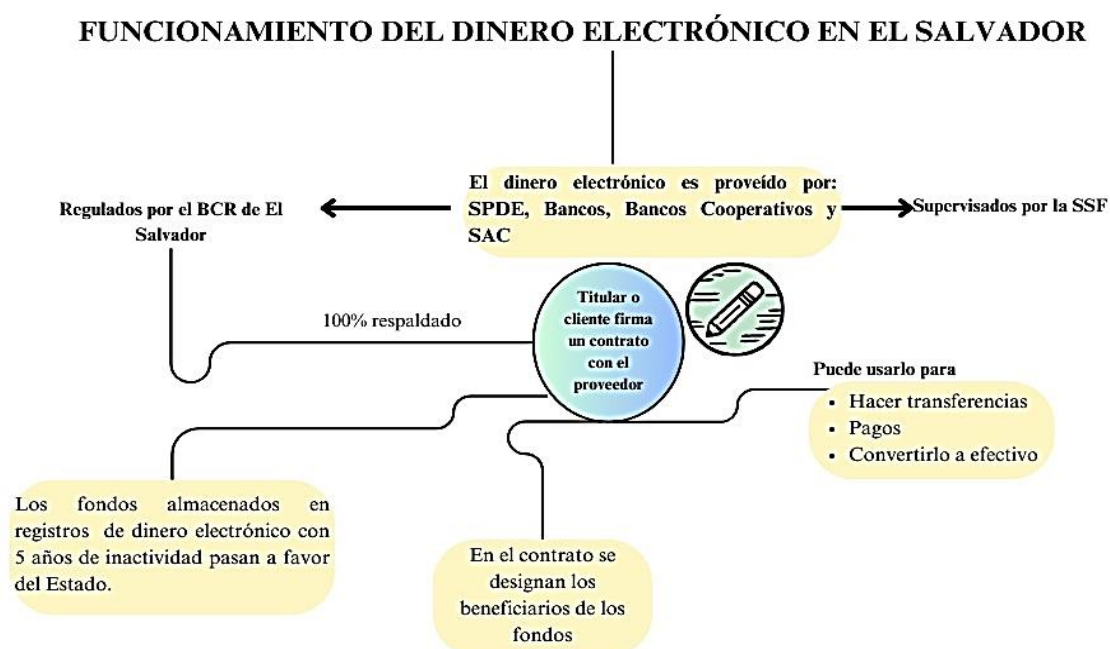 FUNCIONAMIENTO DEL DINERO ELECTRÓNICO EN EL SALVADOR
El dinero electrónico es proveído por:
SPDE, Bancos, Bancos Cooperativos y
SAC
Regulados por el BCR de El
Salvador
Supervisados por la SSF
Titular o
cliente firma
un contrato
con el
proveedor
100% respaldado
Puede usarlo para
• Hacer transferencias
• Pagos
• Convertirlo a efectivo
Los fondos almacenados en
registros de dinero electrónico con
5 años de inactividad pasan a favor
del Estado.
En el contrato se
designan los
beneficiarios de los
fondos